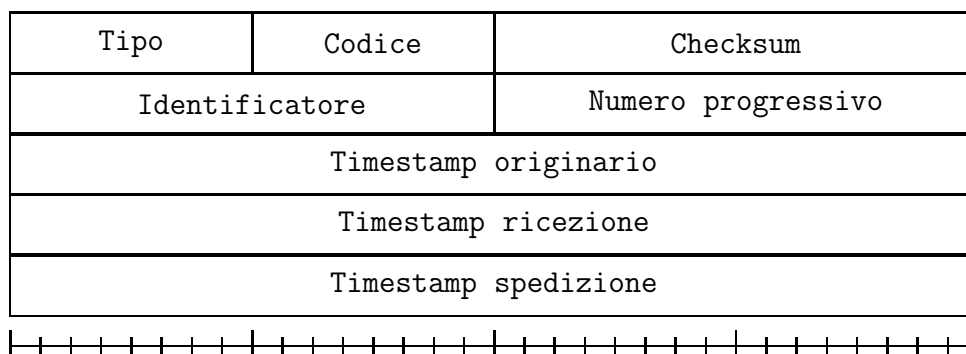 Tipo Codice Checksum
Identificatore Numero progressivo
Timestamp originario
Timestamp ricezione
Timestamp spedizione